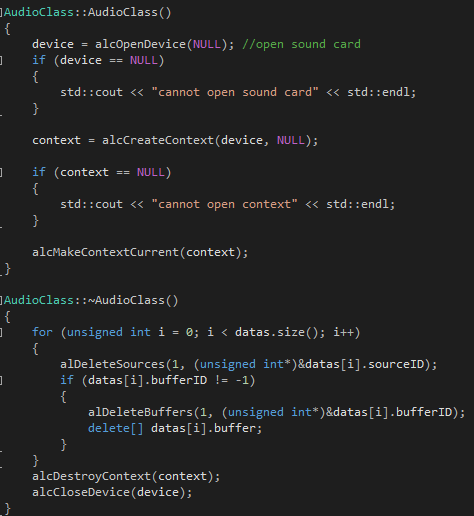 AudioClass::AudioClass()
{
    device = alcOpenDevice(NULL); //open sound card
    if (device == NULL)
    {
        std::cout << "cannot open sound card" << std::endl;
    }
    context = alcCreateContext(device, NULL);
    if (context == NULL)
    {
        std::cout << "cannot open context" << std::endl;
    }
    alcMakeContextCurrent(context);
}
AudioClass::~AudioClass()
{
    for (unsigned int i = 0; i < datas.size(); i++)
    {
        alDeleteSources(1, (unsigned int*)&datas[i].sourceID);
        if (datas[i].bufferID != -1)
        {
            alDeleteBuffers(1, (unsigned int*)&datas[i].bufferID);
            delete[] datas[i].buffer;
        }
    }
    alcDestroyContext(context);
    alcCloseDevice(device);
}